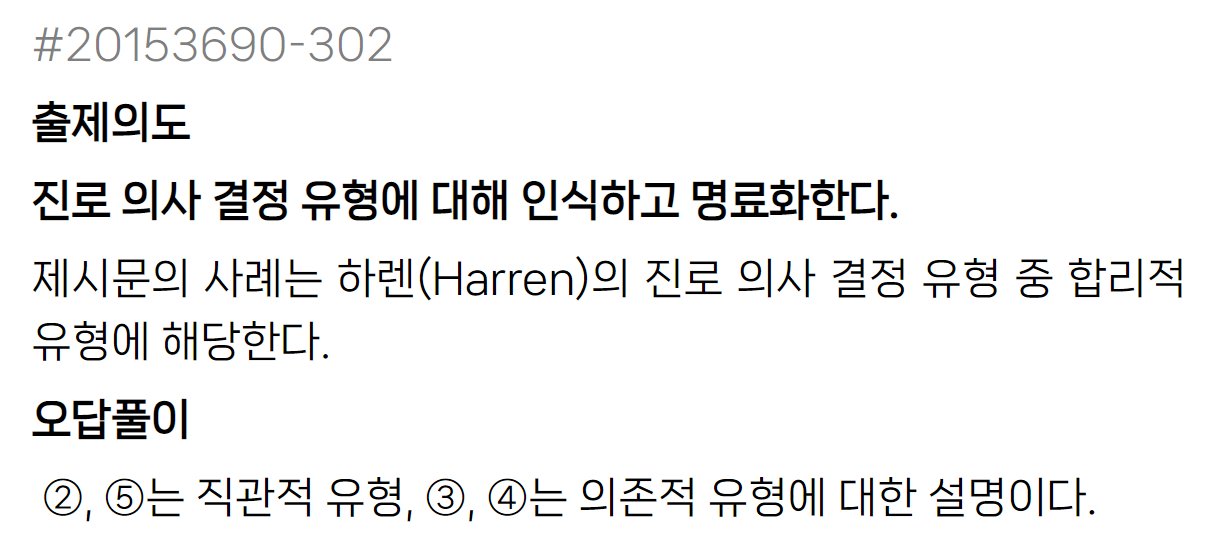 #20153690-302
출제의도
진로 의사 결정 유형에 대해 인식하고 명료화한다.
제시문의 사례는 하렌(Harren)의 진로 의사 결정 유형 중 합리적
유형에 해당한다.
오답풀이
②, ⑤는 직관적 유형, ③, ④는 의존적 유형에 대한 설명이다.